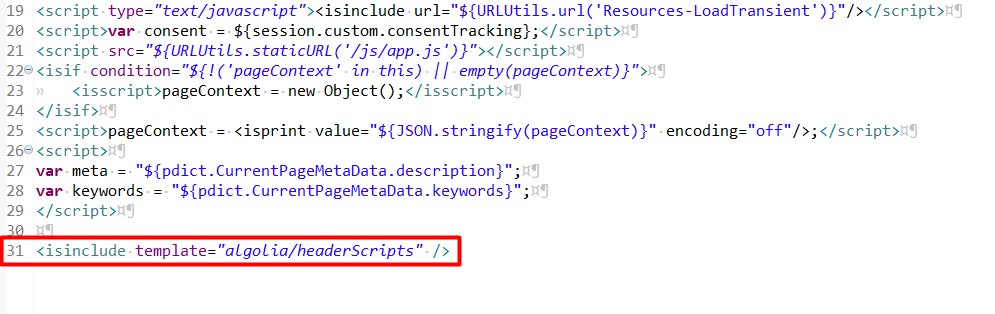 19 <script type="text/javascript"><isinclude url="${URLUtils.url('Resources-LoadTransient')}"/></script>¤¶
20 <script>var·consent·=·${session.custom.consentTracking};</script>¤¶
21 <script·src="${URLUtils.staticURL('/js/app.js')}"></script>¤¶
22⊖<isif·condition="${!('pageContext'·in·this)·||·empty(pageContext)}">¤¶
23 »   <isscript>pageContext·=·new·Object();</isscript>¤¶
24 </isif>¤¶
25 <script>pageContext·=·<isprint·value="${JSON.stringify(pageContext)}"·encoding="off"/>;</script>¤¶
26⊖<script>¤¶
27 var·meta·=·"${pdict.CurrentPageMetaData.description}";¤¶
28 var·keywords·=·"${pdict.CurrentPageMetaData.keywords}";¤¶
29 </script>¤¶
30 ¤¶
31 <isinclude·template="algolia/headerScripts"·/>